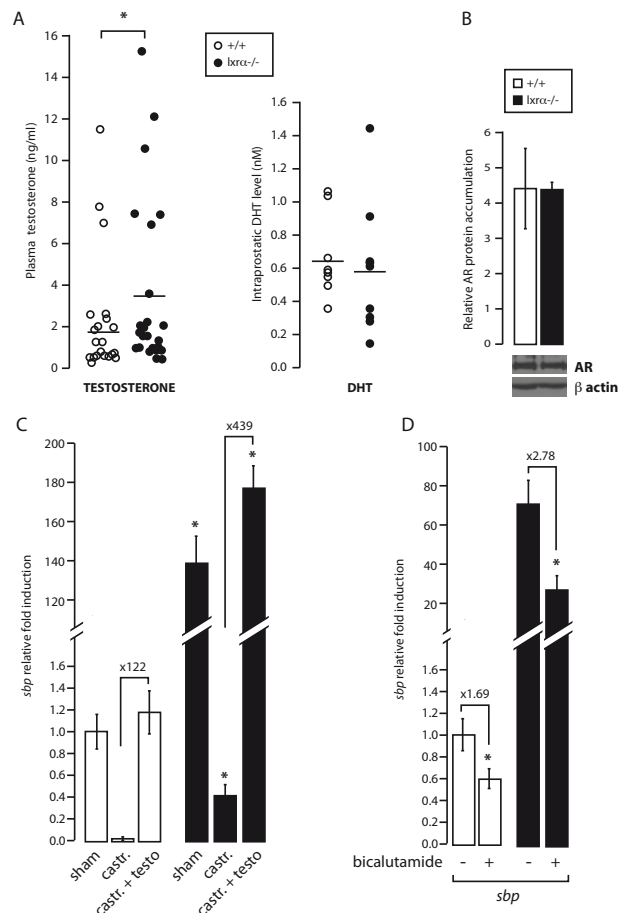 A
*
+/+
lxrα-/-
Plasma testosterone (ng/ml)
16
14
12
10
8
6
4
2
0
TESTOSTERONE
Intraprostatic DHT level (nM)
1.6
1.4
1.2
1.0
0.8
0.6
0.4
0.2
0.0
DHT
B
+/+
lxrα-/-
Relative AR protein accumulation
6
5
4
3
2
1
0
AR
β actin
C
sbp relative fold induction
200
180
160
140
120
100
1.6
1.4
1.2
1.0
0.8
0.6
0.4
0.2
0.0
x122
x439
*
*
*
sham
castr.
castr. + testo
sham
castr.
castr. + testo
D
sbp relative fold induction
100
80
60
40
20
1.4
1.2
1.0
0.8
0.6
0.4
0.2
0.0
x1.69
*
x2.78
*
bicalutamide - + - +
sbp